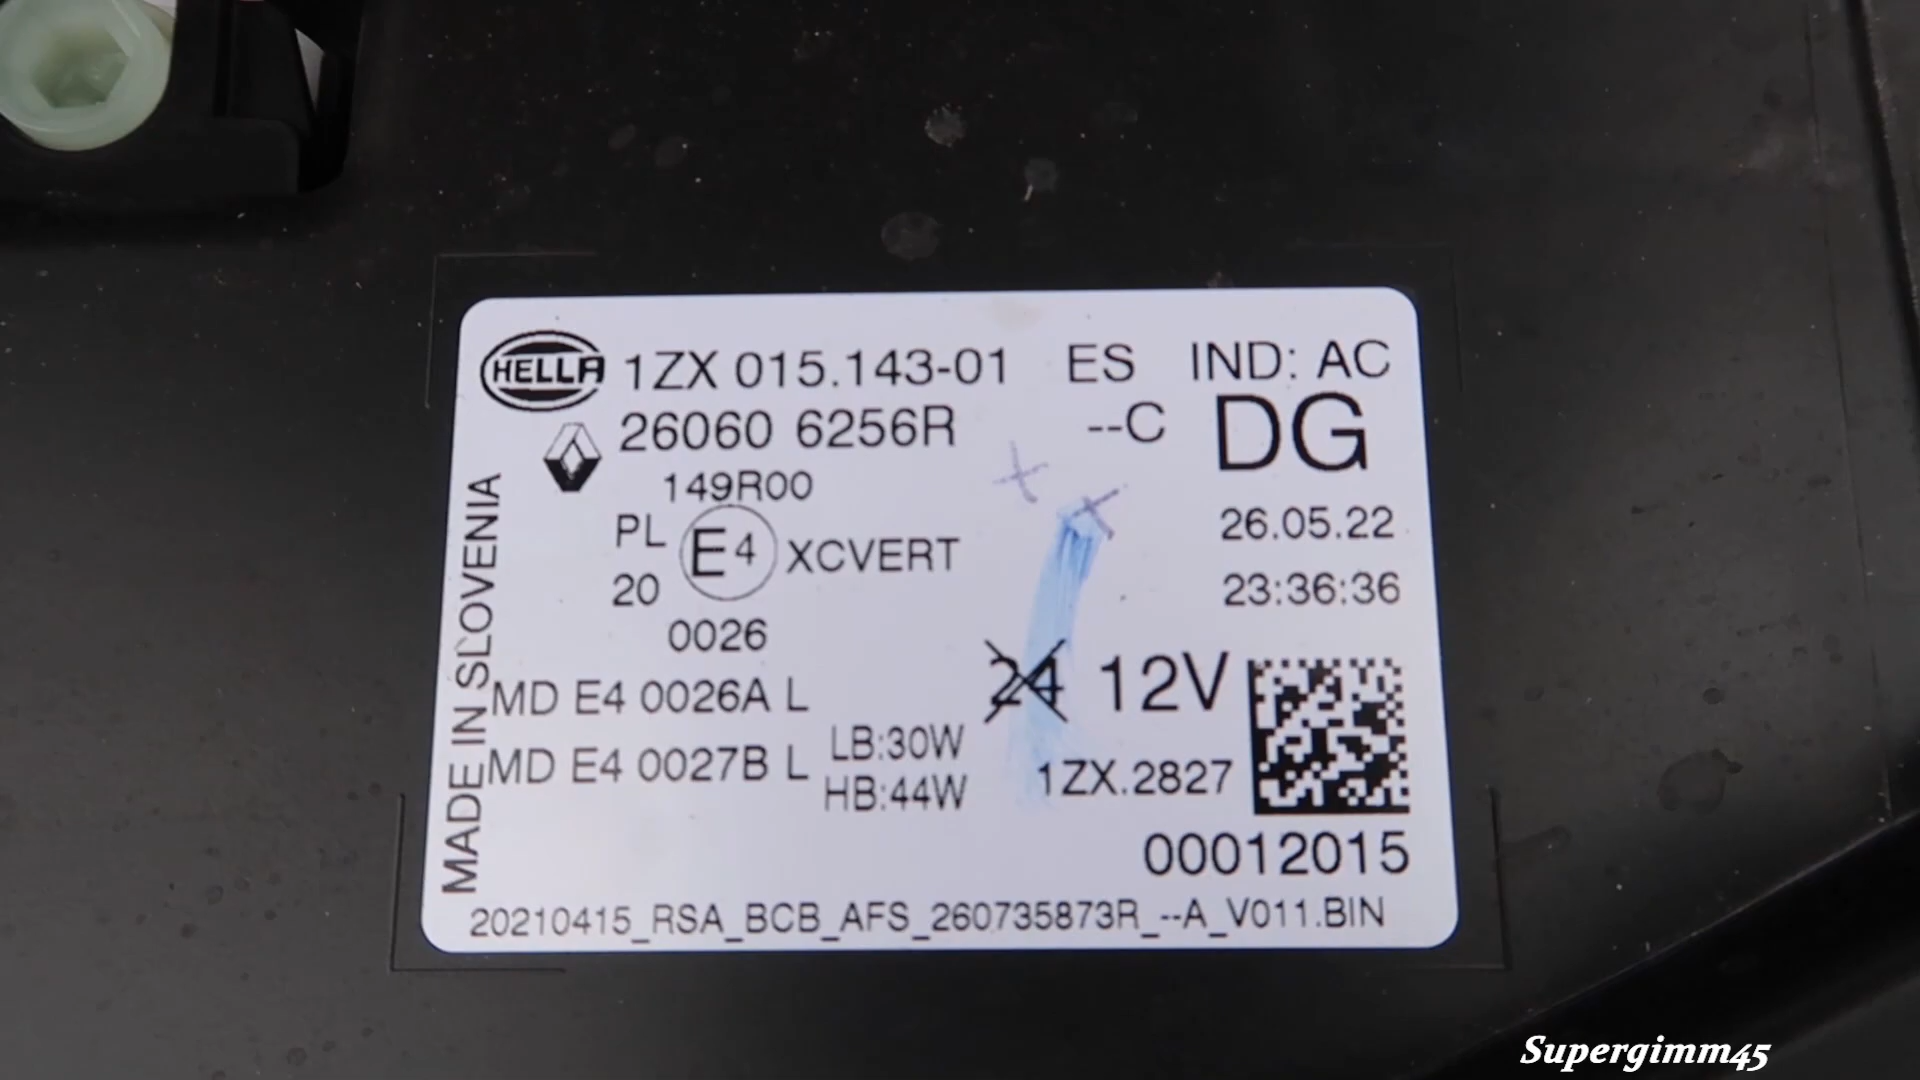 HELLA 1ZX 015.143-01 ES IND: AC
26060 6256R --C DG
149R00
PL E4 XCVERT 26.05.22
20 23:36:36
0026
MADE IN SLOVENIA
MD E4 0026A L 24 12V
MD E4 0027B L LB:30W
HB:44W 1ZX.2827
00012015
20210415_RSA_BCB_AFS_260735873R_--A_V011.BIN
Supergimm45